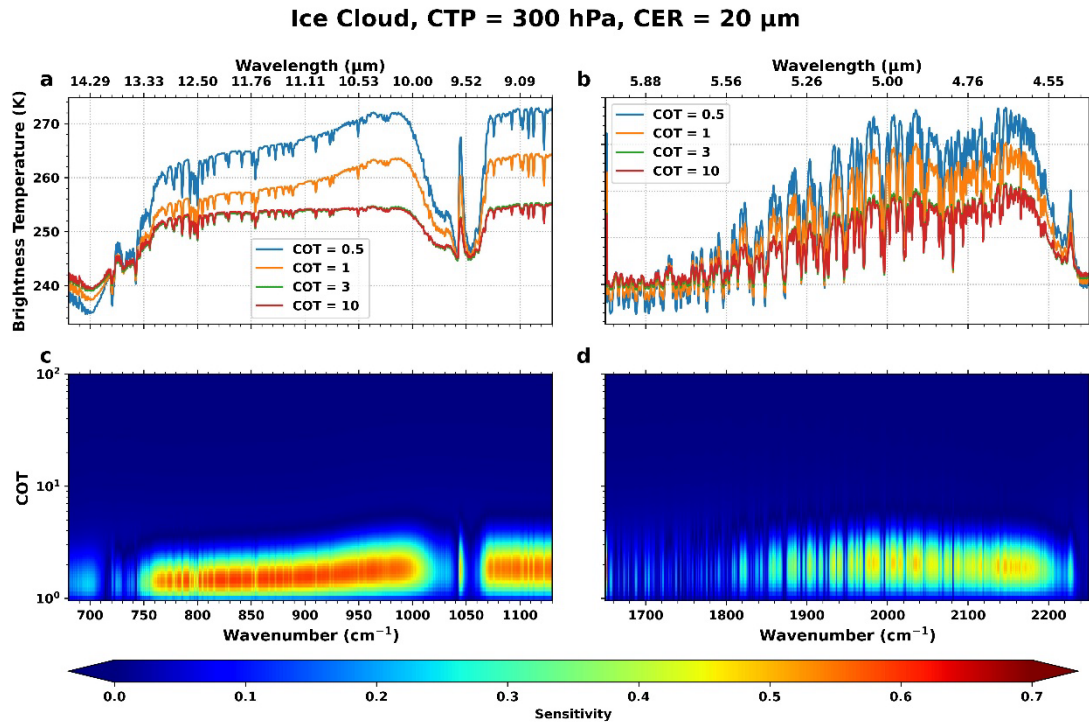 Ice Cloud, CTP = 300 hPa, CER = 20 μm
a
Wavelength (μm)
14.29 13.33 12.50 11.76 11.11 10.53 10.00 9.52 9.09
Brightness Temperature (K)
270
260
250
240
COT = 0.5
COT = 1
COT = 3
COT = 10
b
Wavelength (μm)
5.88 5.56 5.26 5.00 4.76 4.55
COT = 0.5
COT = 1
COT = 3
COT = 10
c
COT
10²
10¹
10⁰
700 750 800 850 900 950 1000 1050 1100
Wavenumber (cm⁻¹)
d
1700 1800 1900 2000 2100 2200
Wavenumber (cm⁻¹)
0.0 0.1 0.2 0.3 0.4 0.5 0.6 0.7
Sensitivity